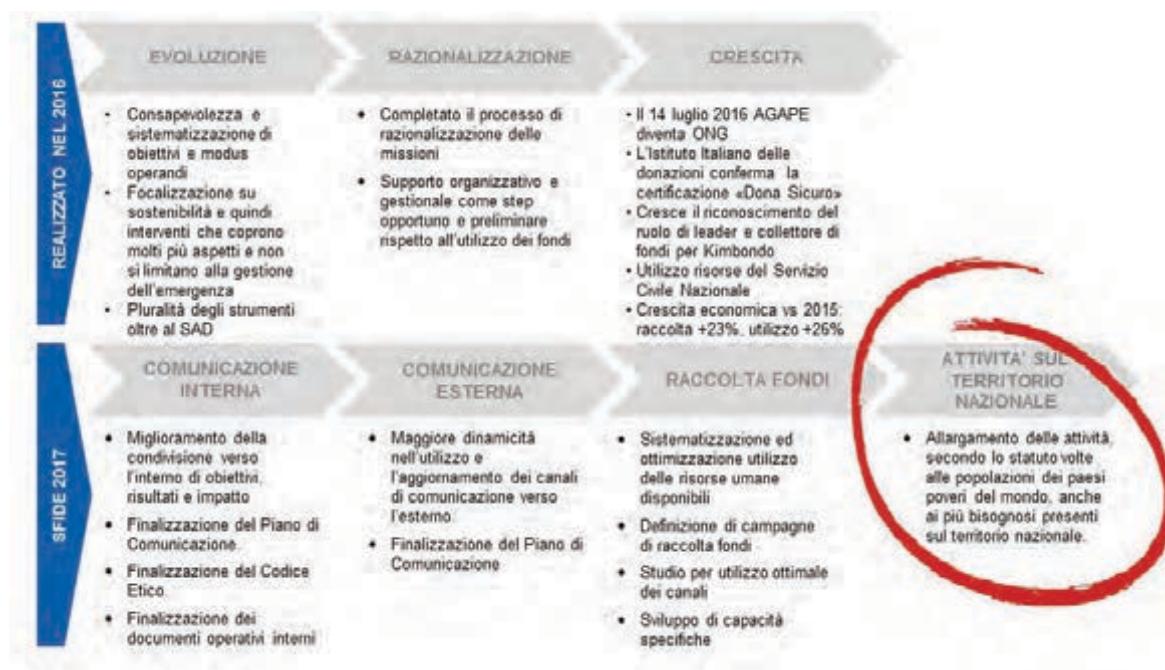 REALIZZATO NEL 2016
EVOLUZIONE
• Consapevolezza e
sistematizzazione di
obiettivi e modus
operandi
• Focalizzazione su
sostenibilità e quindi
interventi che coprono
molti più aspetti e non
si limitano alla gestione
dell'emergenza
• Pluralità degli strumenti
oltre al SAD
RAZIONALIZZAZIONE
• Completato il processo di
razionalizzazione delle
missioni
• Supporto organizzativo e
gestionale come step
opportuno e preliminare
rispetto all'utilizzo dei fondi
CRESCITA
• Il 14 luglio 2016 AGAPE
diventa ONG
• L'Istituto Italiano delle
donazioni conferma la
certificazione «Dona Sicuro»
• Cresce il riconoscimento del
ruolo di leader e collettore di
fondi per Kimbondo
• Utilizzo risorse del Servizio
Civile Nazionale
• Crescita economica vs 2015:
raccolta +23%, utilizzo +26%
SFIDE 2017
COMUNICAZIONE
INTERNA
• Miglioramento della
condivisione verso
l'interno di obiettivi,
risultati e impatto
• Finalizzazione del Piano di
Comunicazione
• Finalizzazione del Codice
Etico
• Finalizzazione dei
documenti operativi interni
COMUNICAZIONE
ESTERNA
• Maggiore dinamicità
nell'utilizzo e
l'aggiornamento dei canali
di comunicazione verso
l'esterno
• Finalizzazione del Piano di
Comunicazione
RACCOLTA FONDI
• Sistematizzazione ed
ottimizzazione utilizzo
delle risorse umane
disponibili
• Definizione di campagne
di raccolta fondi
• Studio per utilizzo ottimale
dei canali
• Sviluppo di capacità
specifiche
ATTIVITA' SUL
TERRITORIO
NAZIONALE
• Allargamento delle attività,
secondo lo statuto volte
alle popolazioni dei paesi
poveri del mondo, anche
ai più bisognosi presenti
sul territorio nazionale.